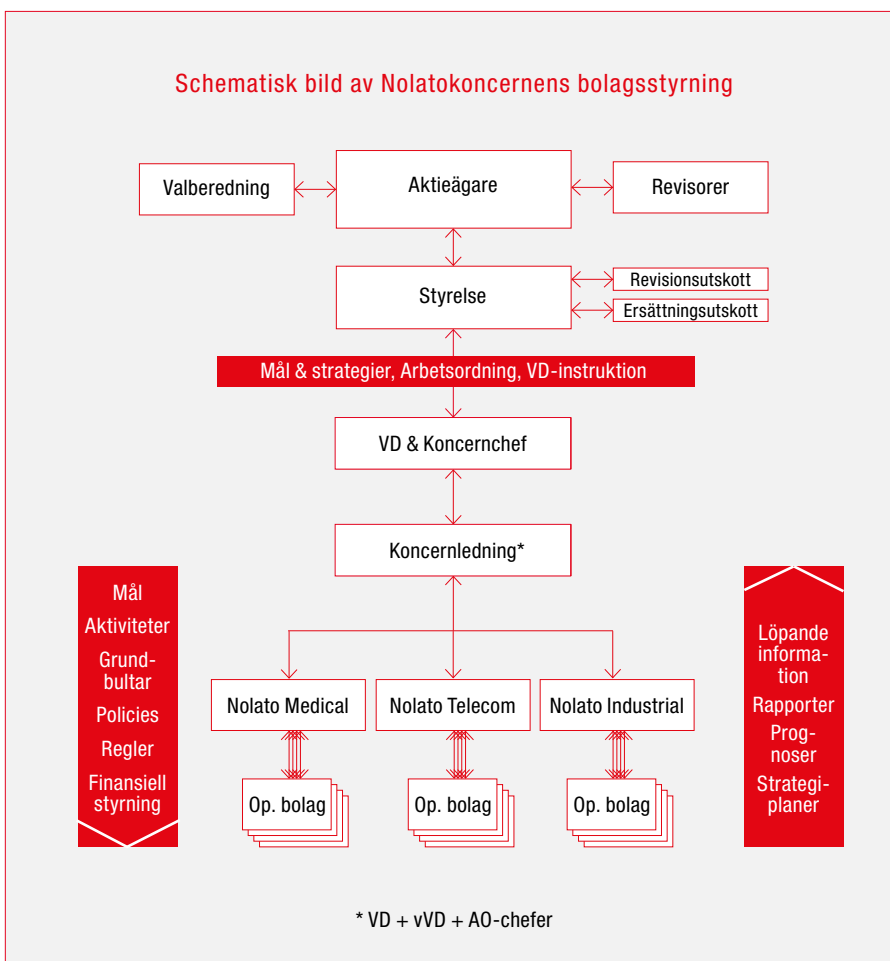 Schematisk bild av Nolatokoncernens bolagsstyrning
Valberedning
Aktieägare
Revisorer
Styrelse
Revisionsutskott
Ersättningsutskott
Mål & strategier, Arbetsordning, VD-instruktion
VD & Koncernchef
Koncernledning*
Mål
Aktiviteter
Grund-
bultar
Policies
Regler
Finansiell
styrning
Löpande
informa-
tion
Rapporter
Prog-
noser
Strategi-
planer
Nolato Medical
Nolato Telecom
Nolato Industrial
Op. bolag
Op. bolag
Op. bolag
* VD + vVD + AO-chefer